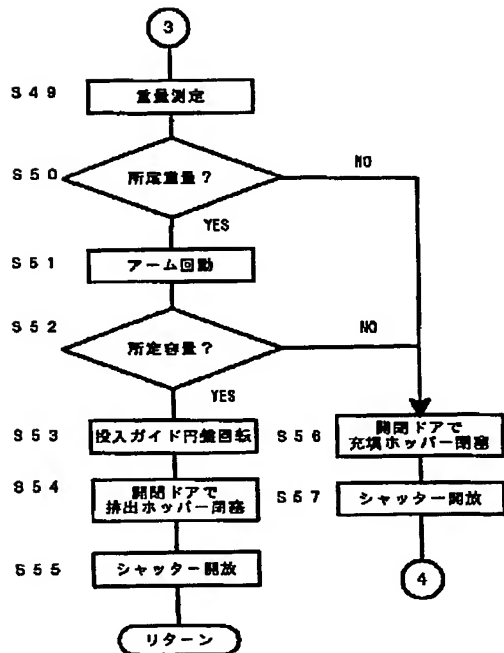 3
S49
重量測定
S50
所定重量?
NO
YES
S51
アーム回動
S52
所定容量?
NO
YES
S53
投入ガイド円盤回転
S54
開閉ドアで
排出ホッパー閉塞
S55
シャッター開放
リターン
S56
開閉ドアで
充填ホッパー閉塞
S57
シャッター開放
4